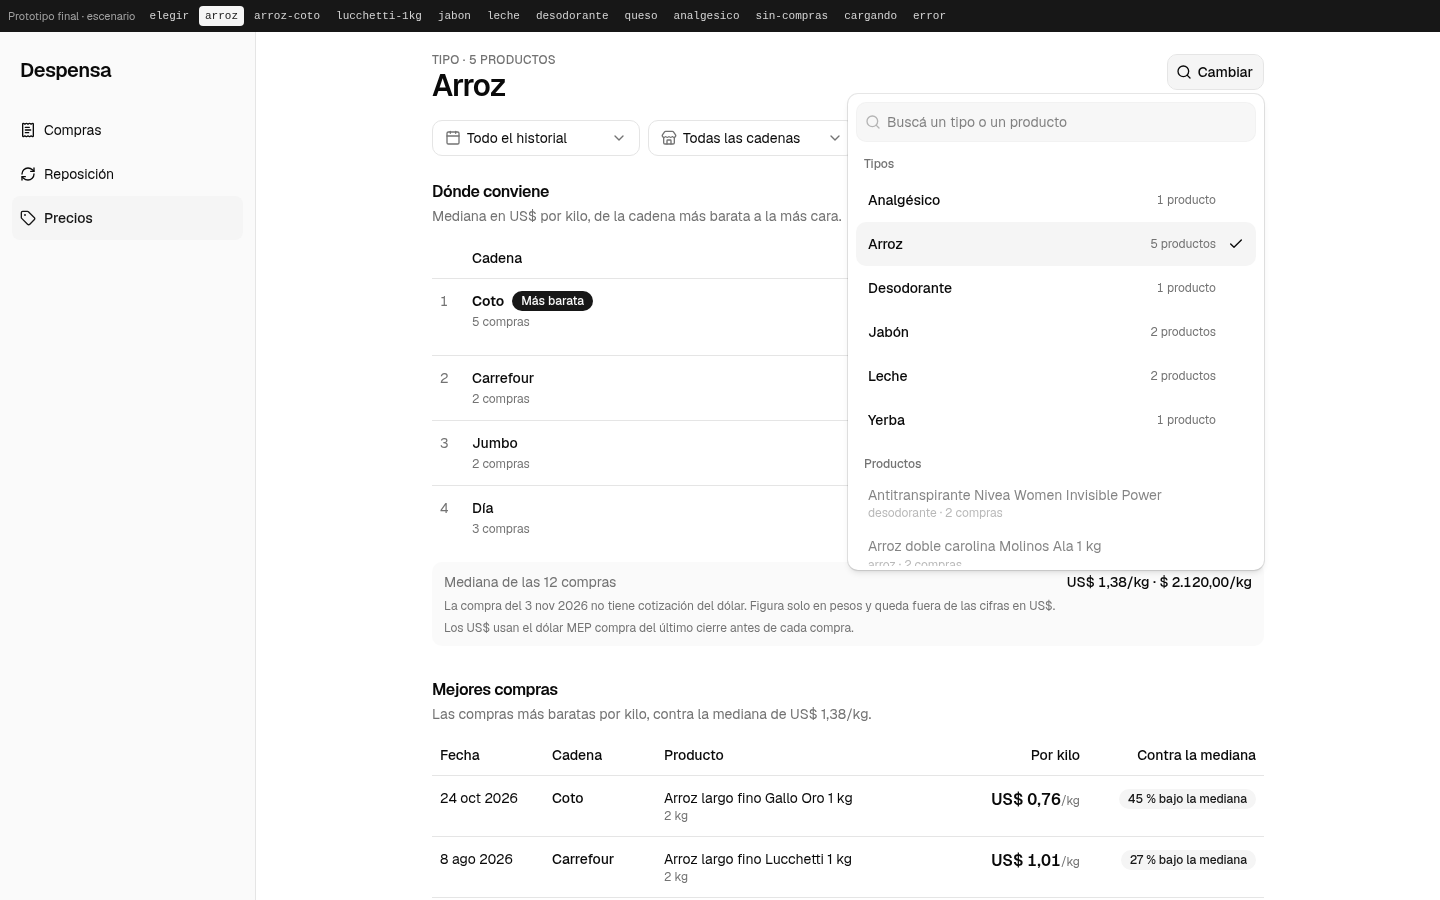 Prototipo final · escenario elegir arroz arroz-coto lucchetti-1kg jabon leche desodorante queso analgesico sin-compras cargando error
Despensa
Compras
Reposición
Precios
TIPO · 5 PRODUCTOS
Arroz
Cambiar
Todo el historial
Todas las cadenas
Buscá un tipo o un producto
Tipos
Analgésico 1 producto
Arroz 5 productos
Desodorante 1 producto
Jabón 2 productos
Leche 2 productos
Yerba 1 producto
Productos
Antitranspirante Nivea Women Invisible Power
desodorante · 2 compras
Arroz doble carolina Molinos Ala 1 kg
arroz · 2 compras
Dónde conviene
Mediana en US$ por kilo, de la cadena más barata a la más cara.
Cadena
1 Coto Más barata
5 compras
2 Carrefour
2 compras
3 Jumbo
2 compras
4 Día
3 compras
Mediana de las 12 compras US$ 1,38/kg · $ 2.120,00/kg
La compra del 3 nov 2026 no tiene cotización del dólar. Figura solo en pesos y queda fuera de las cifras en US$.
Los US$ usan el dólar MEP compra del último cierre antes de cada compra.
Mejores compras
Las compras más baratas por kilo, contra la mediana de US$ 1,38/kg.
Fecha Cadena Producto Por kilo Contra la mediana
24 oct 2026 Coto Arroz largo fino Gallo Oro 1 kg US$ 0,76/kg 45 % bajo la mediana
2 kg
8 ago 2026 Carrefour Arroz largo fino Lucchetti 1 kg US$ 1,01/kg 27 % bajo la mediana
2 kg